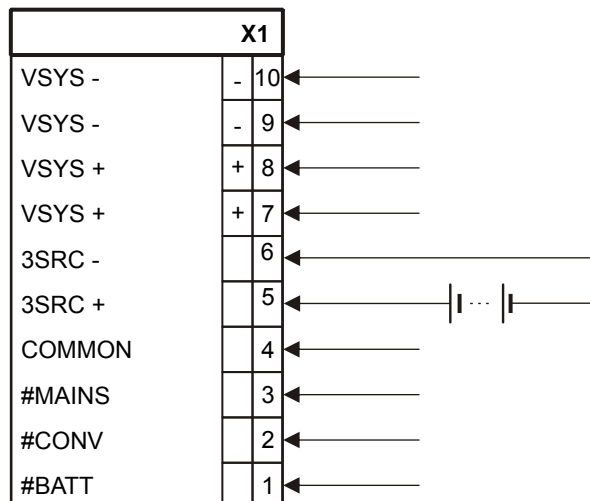 X1
VSYS - - 10
VSYS - - 9
VSYS + + 8
VSYS + + 7
3SRC - 6
3SRC + 5
COMMON 4
#MAINS 3
#CONV 2
#BATT 1